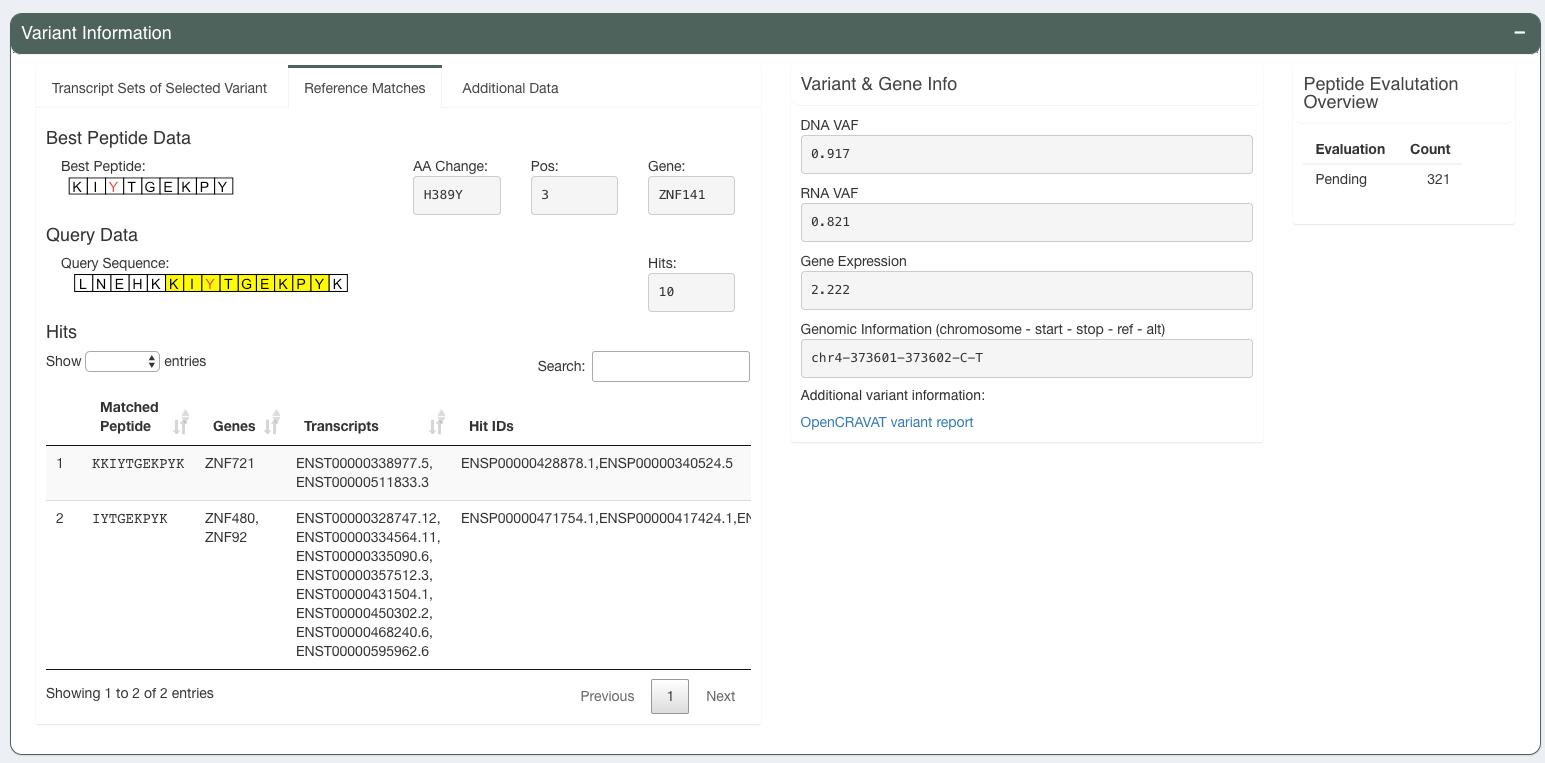 Variant Information
Transcript Sets of Selected Variant
Reference Matches
Additional Data
Best Peptide Data
Best Peptide:
AA Change:
Pos:
Gene:
K I Y T G E K P Y
H389Y
3
ZNF141
Query Data
Query Sequence:
Hits:
L N E H K K I Y T G E K P Y K
10
Hits
Show entries
Search:
Matched Peptide Genes Transcripts Hit IDs
1 KKIYTGEKPYK ZNF721 ENST00000338977.5, ENSP00000428878.1,ENSP00000340524.5
ENST00000511833.3
2 IYTGEKPYK ZNF480, ENST00000328747.12, ENSP00000471754.1,ENSP00000417424.1,EN
ZNF92 ENST00000334564.11,
ENST00000335090.6,
ENST00000357512.3,
ENST00000431504.1,
ENST00000450302.2,
ENST00000468240.6,
ENST00000595962.6
Showing 1 to 2 of 2 entries
Previous 1 Next
Variant & Gene Info
DNA VAF
0.917
RNA VAF
0.821
Gene Expression
2.222
Genomic Information (chromosome - start - stop - ref - alt)
chr4-373601-373602-C-T
Additional variant information:
OpenCRAVAT variant report
Peptide Evalutation
Overview
Evaluation Count
Pending 321